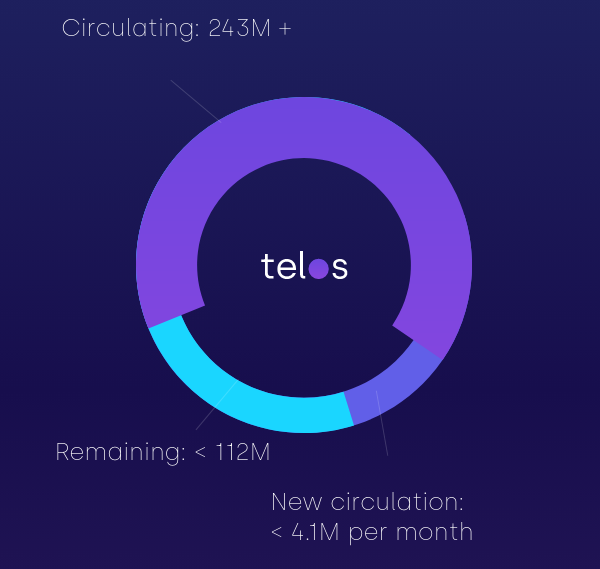 Circulating: 243M +
telos
Remaining: < 112M
New circulation:
< 4.1M per month